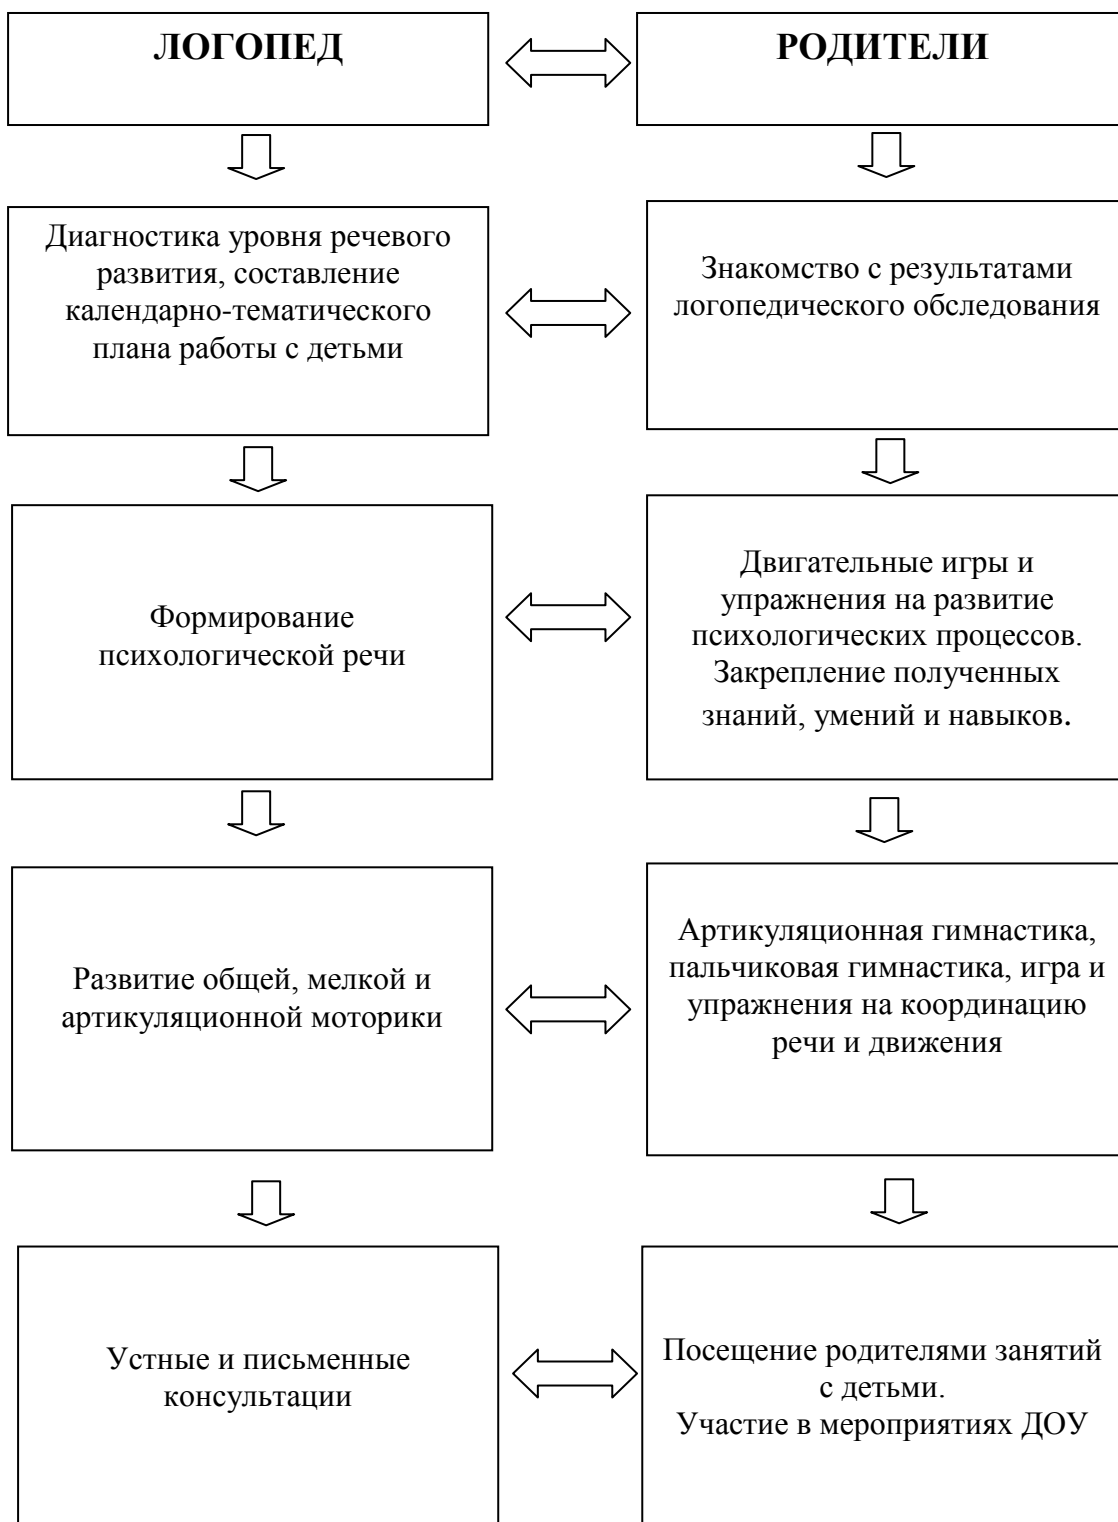 ЛОГОПЕД
РОДИТЕЛИ
Диагностика уровня речевого
развития, составление
календарно-тематического
плана работы с детьми
Знакомство с результатами
логопедического обследования
Формирование
психологической речи
Двигательные игры и
упражнения на развитие
психологических процессов.
Закрепление полученных
знаний, умений и навыков.
Развитие общей, мелкой и
артикуляционной моторики
Артикуляционная гимнастика,
пальчиковая гимнастика, игра и
упражнения на координацию
речи и движения
Устные и письменные
консультации
Посещение родителями занятий
с детьми.
Участие в мероприятиях ДОУ